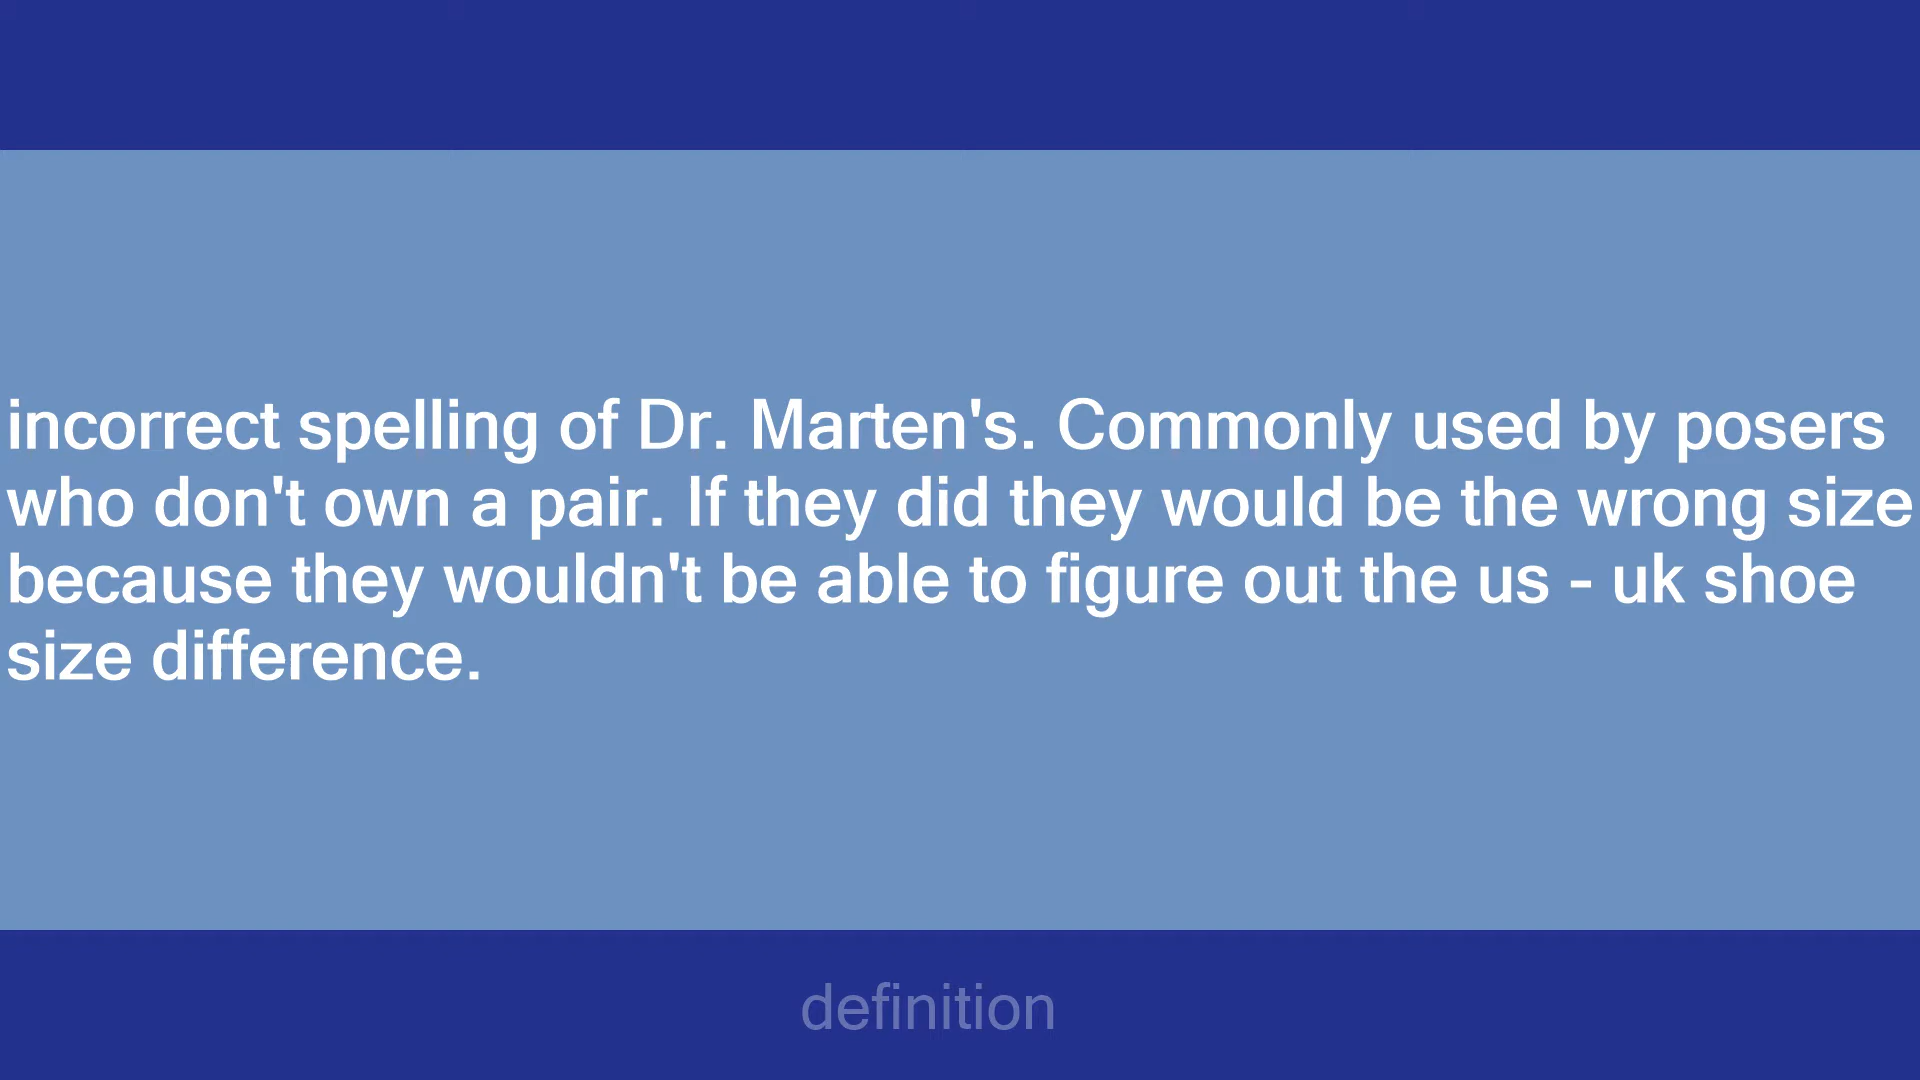 incorrect spelling of Dr. Marten's. Commonly used by posers
who don't own a pair. If they did they would be the wrong size
because they wouldn't be able to figure out the us - uk shoe
size difference.
definition